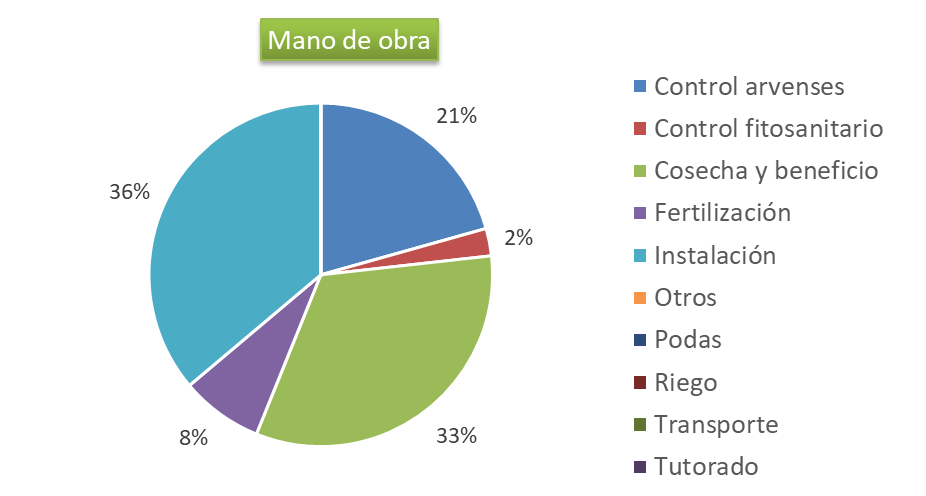 Mano de obra
21%
2%
33%
8%
36%
Control arvenses
Control fitosanitario
Cosecha y beneficio
Fertilización
Instalación
Otros
Podas
Riego
Transporte
Tutorado